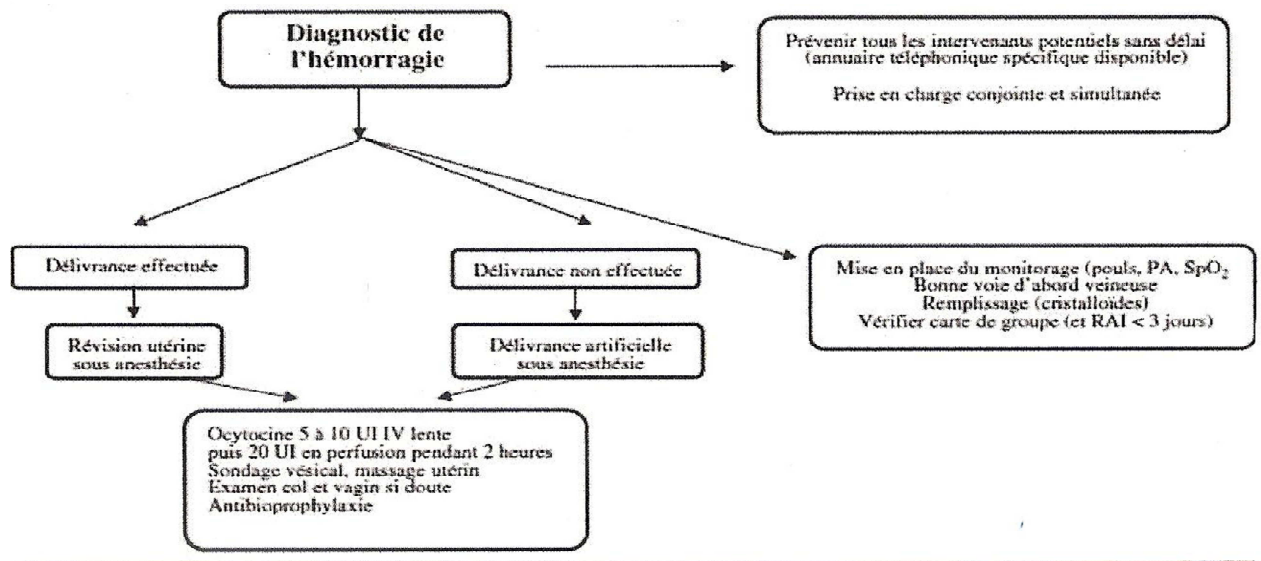 Diagnostic de
l'hémorragie
Prévenir tous les intervenants potentiels sans délai
(annuaire téléphonique spécifique disponible)
Prise en charge conjointe et simultanée
Délivrance effectuée
Délivrance non effectuée
Mise en place du monitorage (pouls, PA, SpO₂
Bonne voie d'abord veineuse
Remplissage (cristalloïdes)
Vérifier carte de groupe (et RAI < 3 jours)
Révision utérine
sous anesthésie
Délivrance artificielle
sous anesthésie
Ocytocine 5 à 10 UI IV lente
puis 20 UI en perfusion pendant 2 heures
Sondage vésical, massage utérin
Examen col et vagin si doute
Antibioprophylaxie